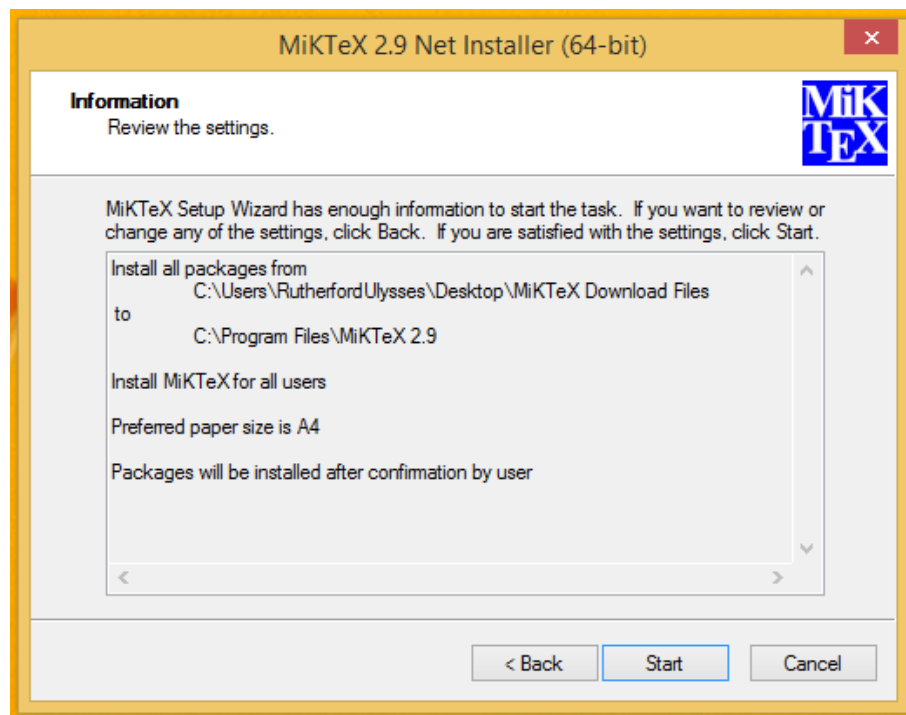 MiKTeX 2.9 Net Installer (64-bit)
Information
Review the settings.
MiK
TEX
MiKTeX Setup Wizard has enough information to start the task. If you want to review or
change any of the settings, click Back. If you are satisfied with the settings, click Start.
Install all packages from
C:\Users\RutherfordUlysses\Desktop\MiKTeX Download Files
to
C:\Program Files\MiKTeX 2.9
Install MiKTeX for all users
Preferred paper size is A4
Packages will be installed after confirmation by user
< Back
Start
Cancel